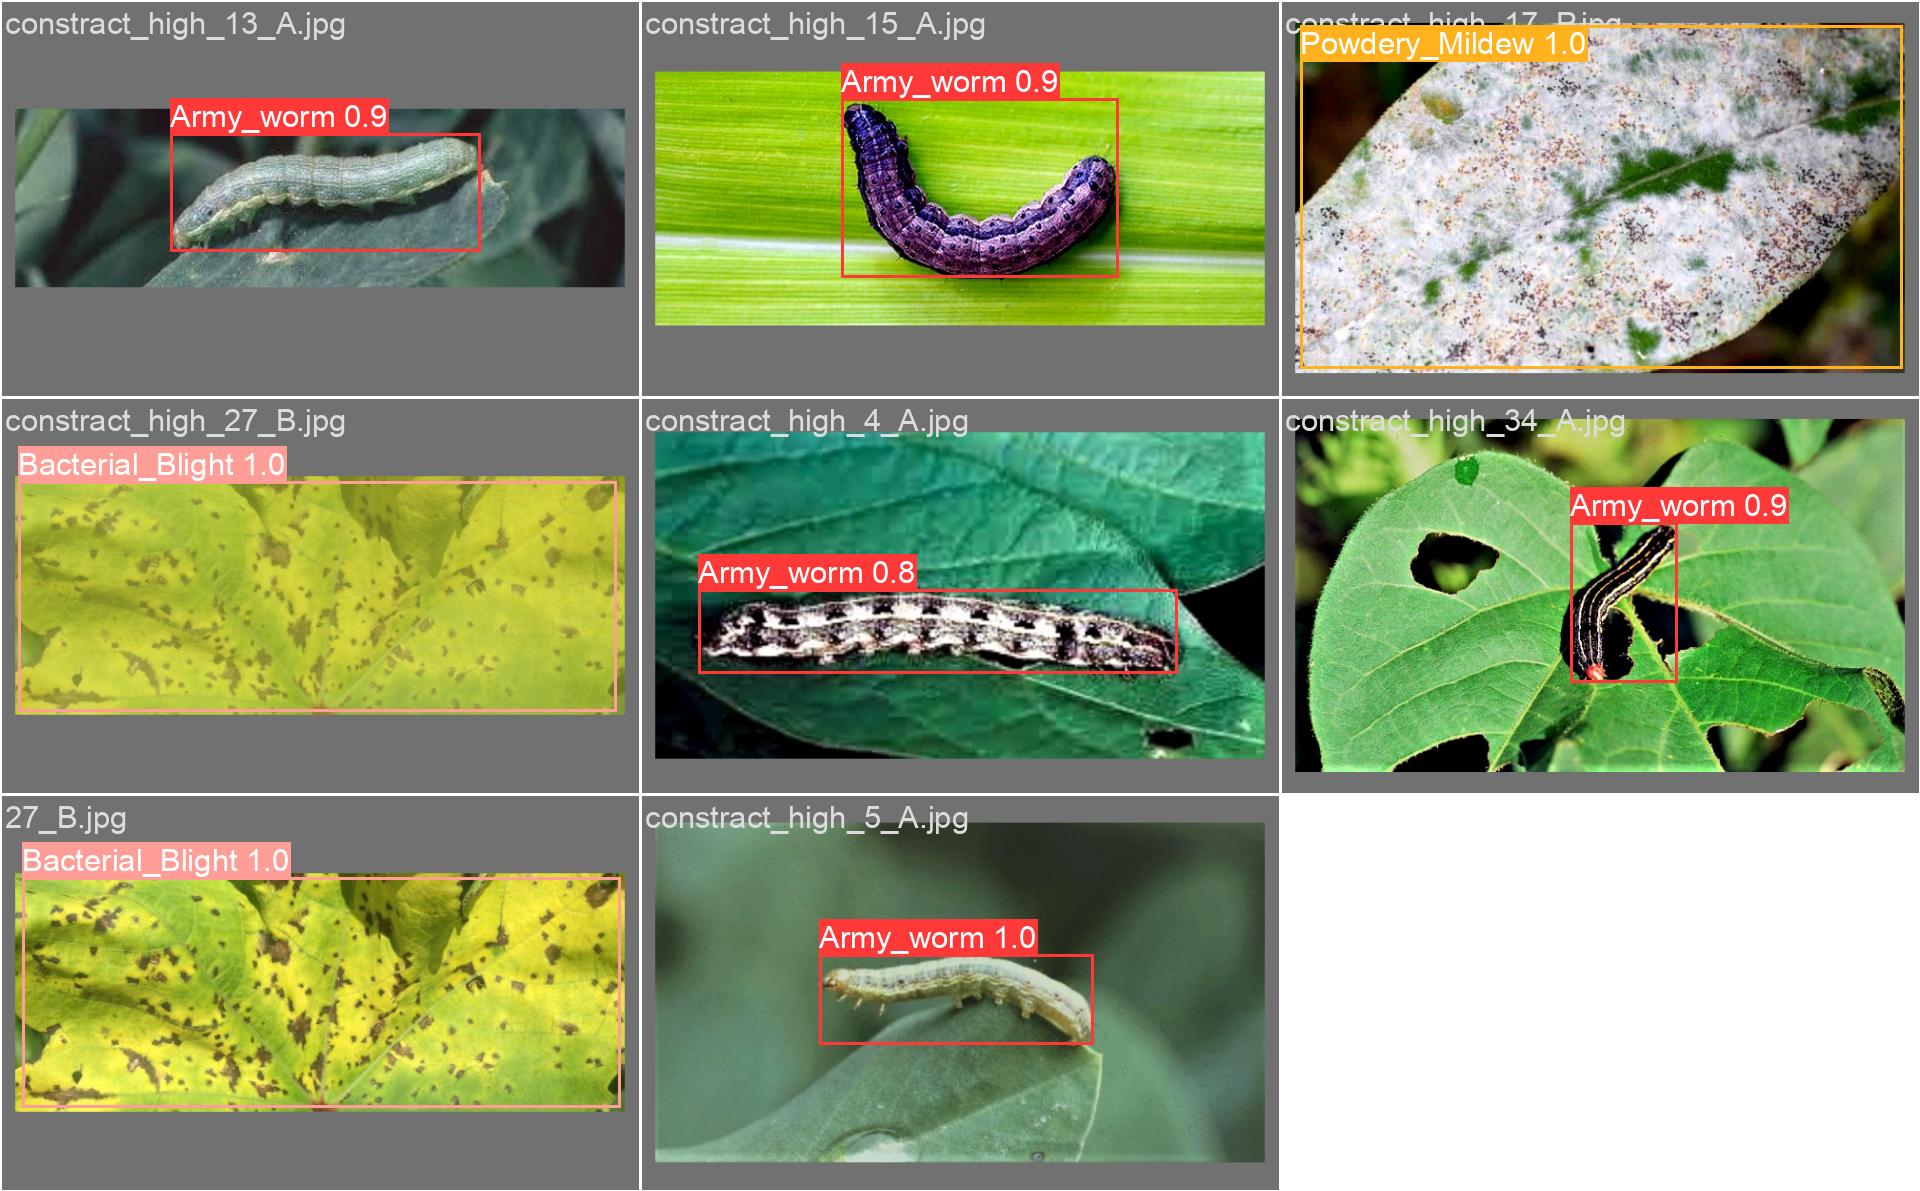 constract_high_13_A.jpg
Army_worm 0.9
constract_high_15_A.jpg
Army_worm 0.9
constract_high_17_B.jpg
Powdery_Mildew 1.0
constract_high_27_B.jpg
Bacterial_Blight 1.0
constract_high_4_A.jpg
Army_worm 0.8
constract_high_34_A.jpg
Army_worm 0.9
27_B.jpg
Bacterial_Blight 1.0
constract_high_5_A.jpg
Army_worm 1.0